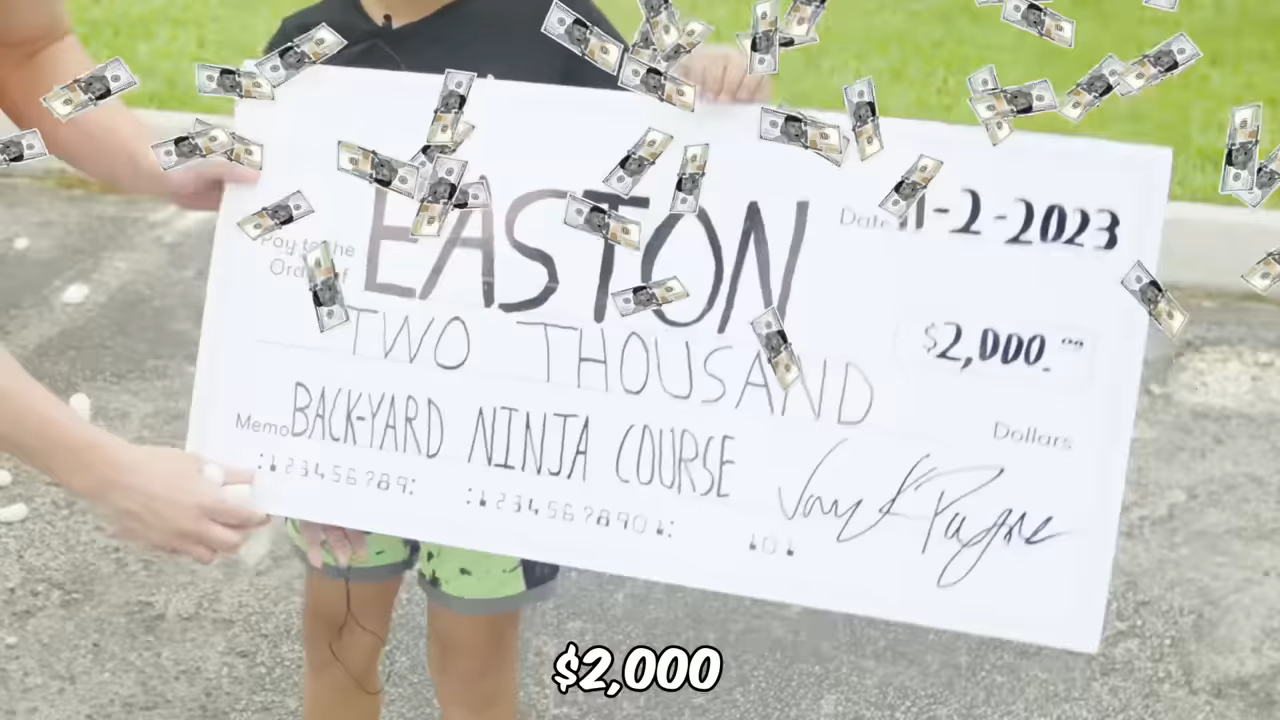 EASTON
Date 11-2-2023
Pay to the
Order of
TWO THOUSAND
$2,000.00
Dollars
Memo BACK-YARD NINJA COURSE
⑆123456789⑆ ⑆12345678901⑆ 101
$2,000